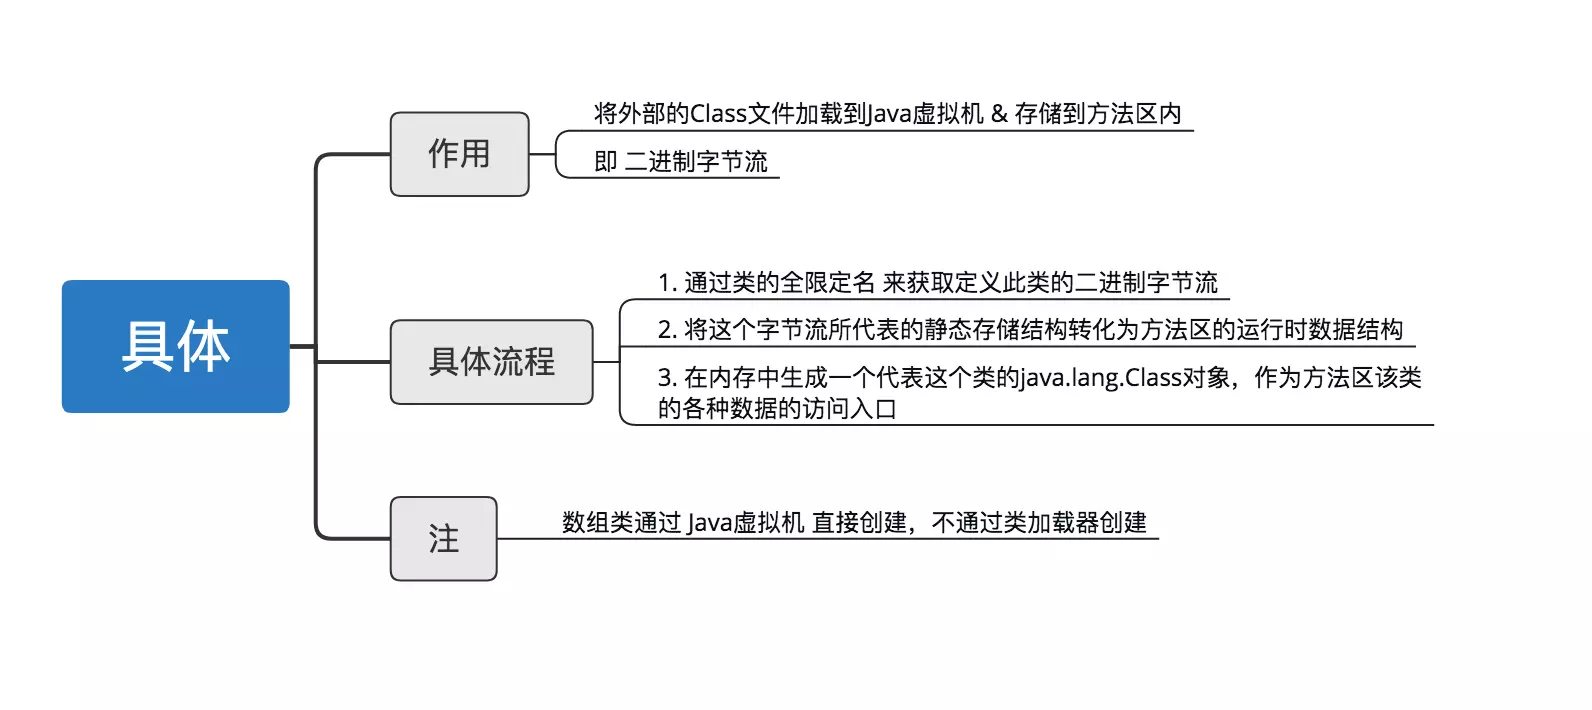 具体
作用
将外部的Class文件加载到Java虚拟机 & 存储到方法区内
即 二进制字节流
具体流程
1. 通过类的全限定名 来获取定义此类的二进制字节流
2. 将这个字节流所代表的静态存储结构转化为方法区的运行时数据结构
3. 在内存中生成一个代表这个类的java.lang.Class对象，作为方法区该类
的各种数据的访问入口
注
数组类通过 Java虚拟机 直接创建，不通过类加载器创建